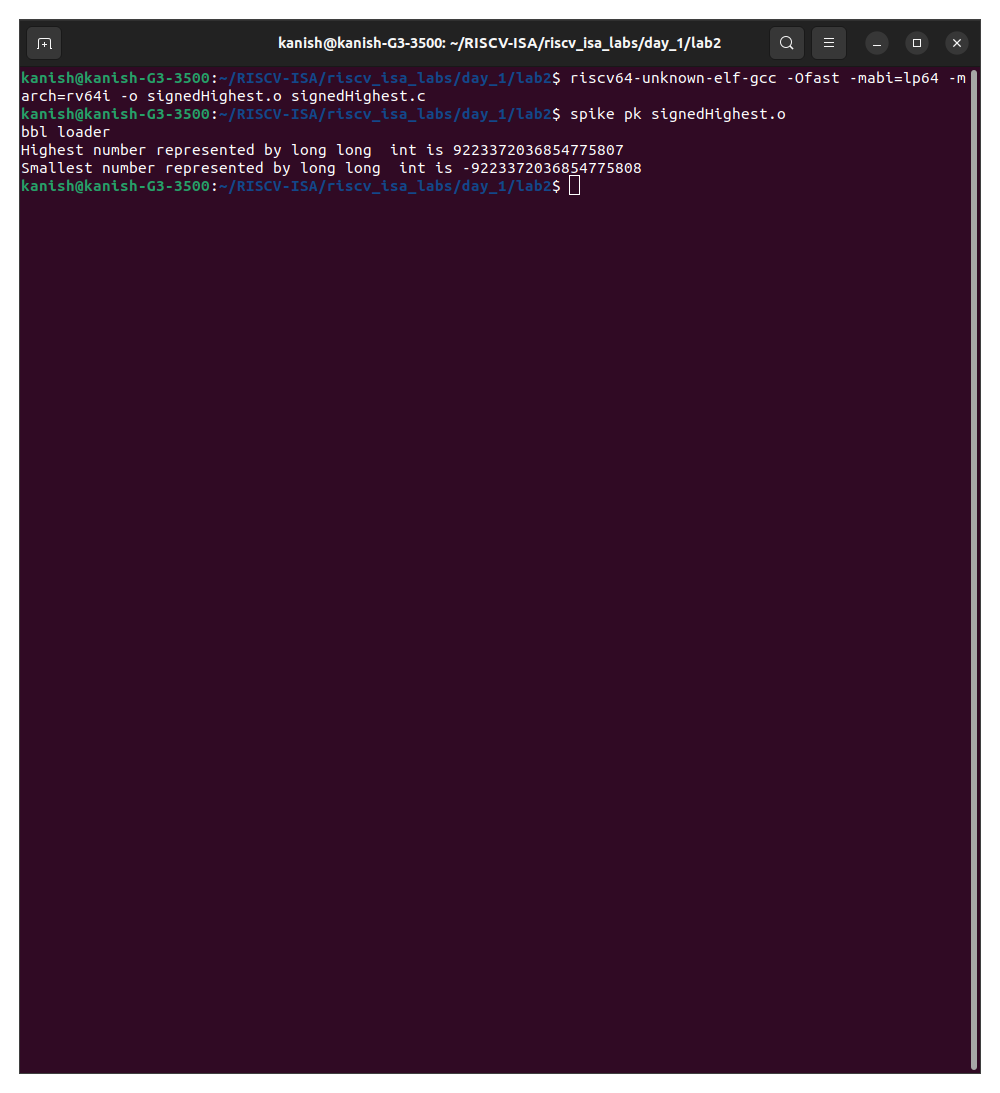 kanish@kanish-G3-3500: ~/RISCV-ISA/riscv_isa_labs/day_1/lab2
kanish@kanish-G3-3500:~/RISCV-ISA/riscv_isa_labs/day_1/lab2$ riscv64-unknown-elf-gcc -Ofast -mabi=lp64 -m
arch=rv64i -o signedHighest.o signedHighest.c
kanish@kanish-G3-3500:~/RISCV-ISA/riscv_isa_labs/day_1/lab2$ spike pk signedHighest.o
bbl loader
Highest number represented by long long  int is 9223372036854775807
Smallest number represented by long long  int is -9223372036854775808
kanish@kanish-G3-3500:~/RISCV-ISA/riscv_isa_labs/day_1/lab2$